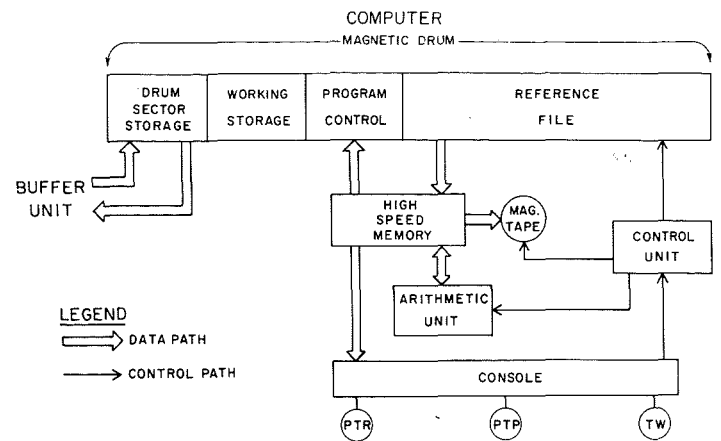 COMPUTER
MAGNETIC DRUM
DRUM
SECTOR
STORAGE
WORKING
STORAGE
PROGRAM
CONTROL
REFERENCE
FILE
BUFFER
UNIT
HIGH
SPEED
MEMORY
MAG.
TAPE
CONTROL
UNIT
ARITHMETIC
UNIT
LEGEND
DATA PATH
CONTROL PATH
CONSOLE
PTR
PTP
TW